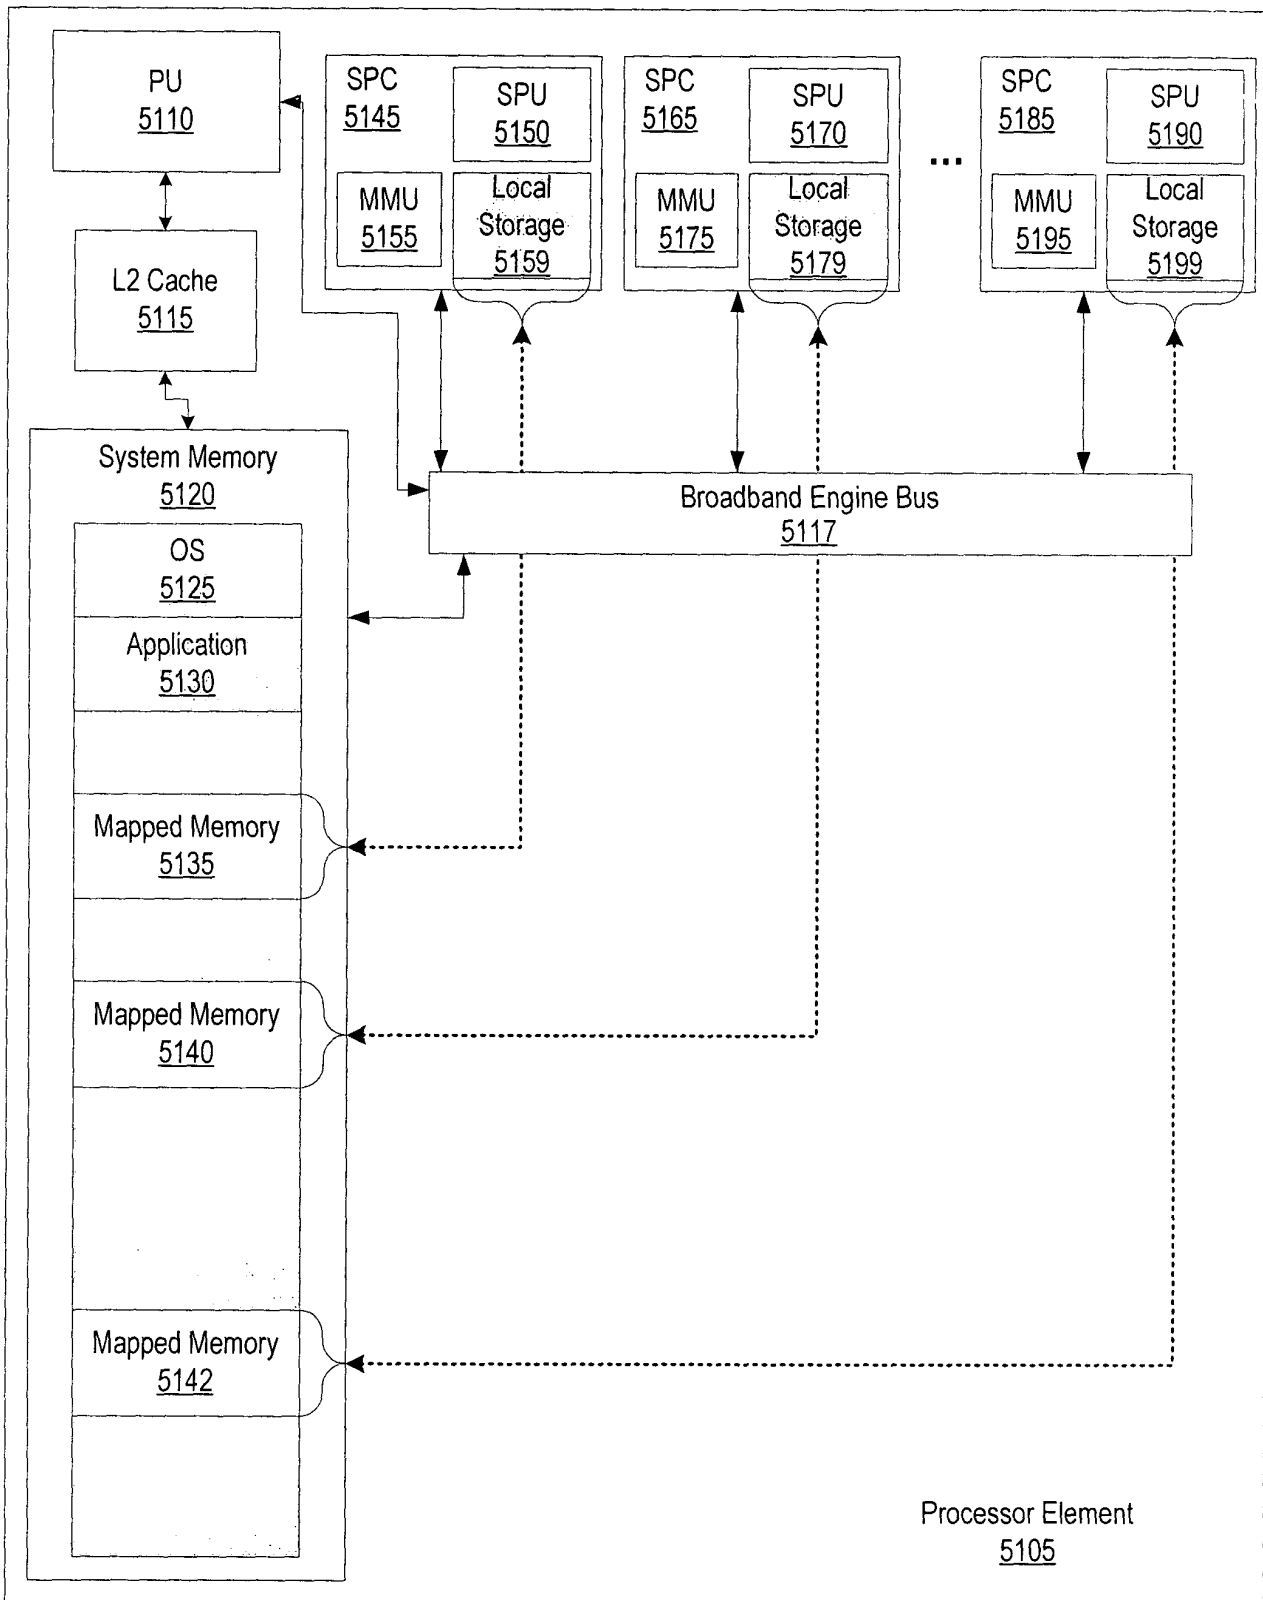 PU
5110
L2 Cache
5115
SPC
5145
SPU
5150
MMU
5155
Local
Storage
5159
SPC
5165
SPU
5170
MMU
5175
Local
Storage
5179
...
SPC
5185
SPU
5190
MMU
5195
Local
Storage
5199
System Memory
5120
Broadband Engine Bus
5117
OS
5125
Application
5130
Mapped Memory
5135
Mapped Memory
5140
Mapped Memory
5142
Processor Element
5105